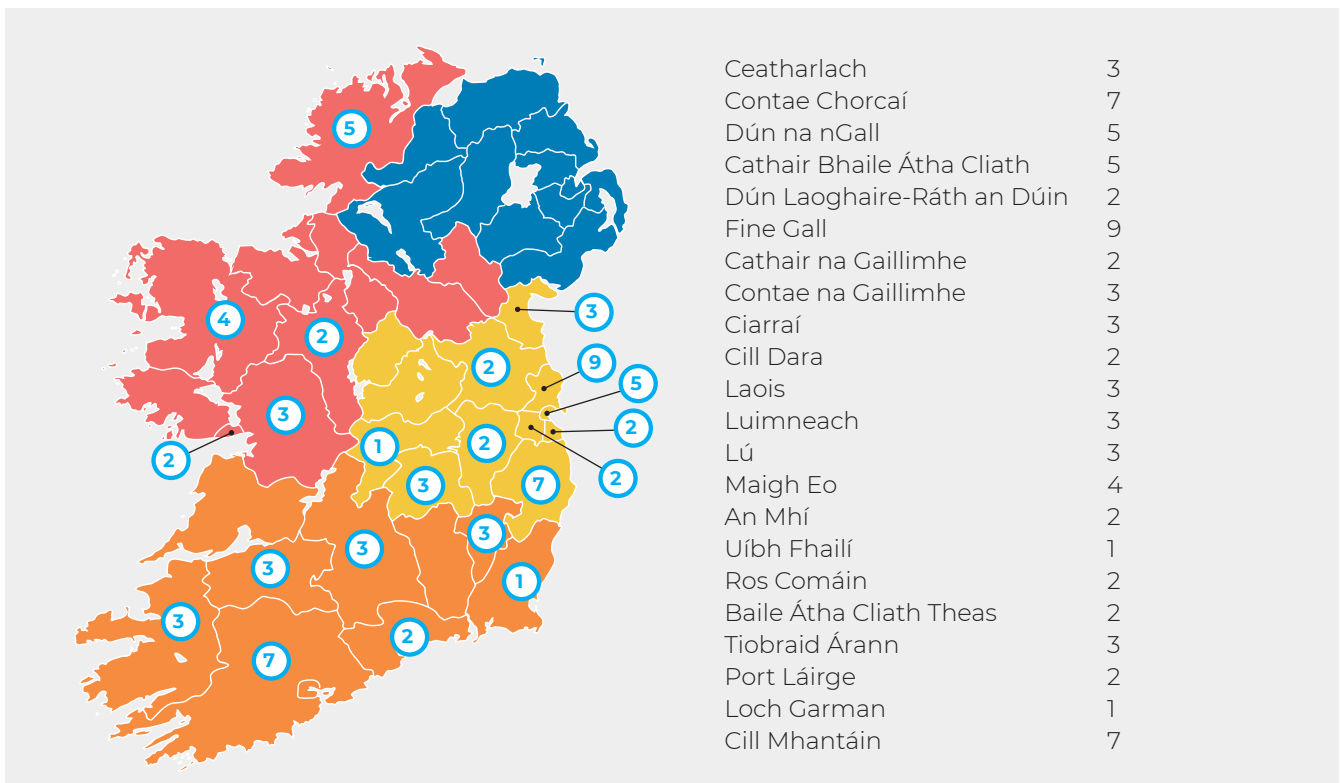 5
4
2
3
2
3
2
9
5
2
2
1
2
3
7
3
3
3
1
3
2
7
Ceatharlach 3
Contae Chorcaí 7
Dún na nGall 5
Cathair Bhaile Átha Cliath 5
Dún Laoghaire-Ráth an Dúin 2
Fine Gall 9
Cathair na Gaillimhe 2
Contae na Gaillimhe 3
Ciarraí 3
Cill Dara 2
Laois 3
Luimneach 3
Lú 3
Maigh Eo 4
An Mhí 2
Uíbh Fhailí 1
Ros Comáin 2
Baile Átha Cliath Theas 2
Tiobraid Árann 3
Port Láirge 2
Loch Garman 1
Cill Mhantáin 7